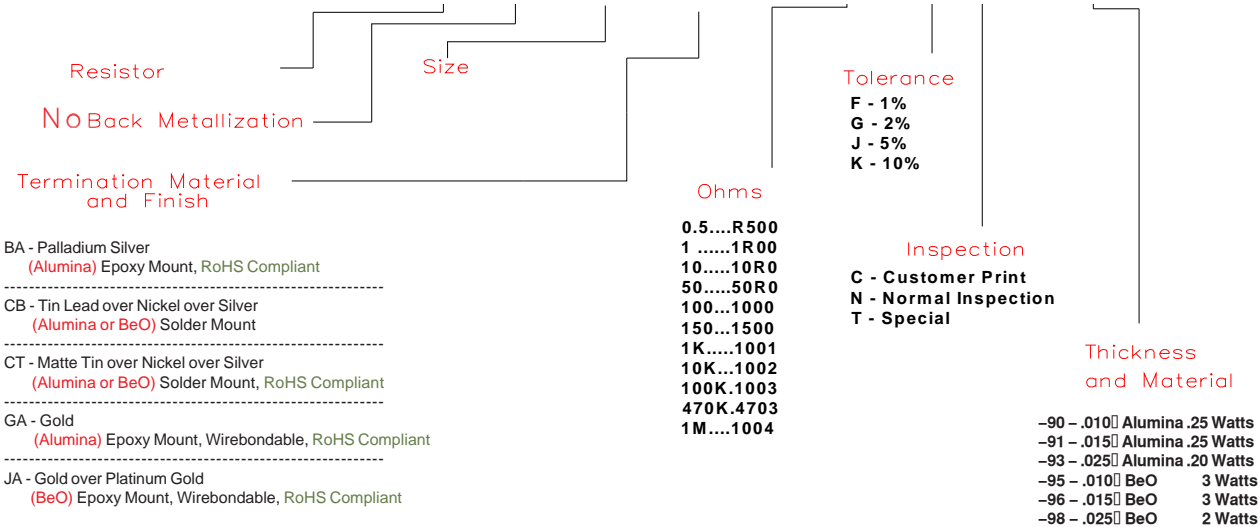 Resistor
No Back Metallization
Termination Material
and Finish
BA - Palladium Silver
(Alumina) Epoxy Mount, RoHS Compliant
CB - Tin Lead over Nickel over Silver
(Alumina or BeO) Solder Mount
CT - Matte Tin over Nickel over Silver
(Alumina or BeO) Solder Mount, RoHS Compliant
GA - Gold
(Alumina) Epoxy Mount, Wirebondable, RoHS Compliant
JA - Gold over Platinum Gold
(BeO) Epoxy Mount, Wirebondable, RoHS Compliant
Size
Ohms
0.5....R500
1 ......1R00
10.....10R0
50.....50R0
100...1000
150...1500
1K.....1001
10K...1002
100K.1003
470K.4703
1M....1004
Tolerance
F - 1%
G - 2%
J - 5%
K - 10%
Inspection
C - Customer Print
N - Normal Inspection
T - Special
Thickness
and Material
–90 – .010▯ Alumina .25 Watts
–91 – .015▯ Alumina .25 Watts
–93 – .025▯ Alumina .20 Watts
–95 – .010▯ BeO 3 Watts
–96 – .015▯ BeO 3 Watts
–98 – .025▯ BeO 2 Watts